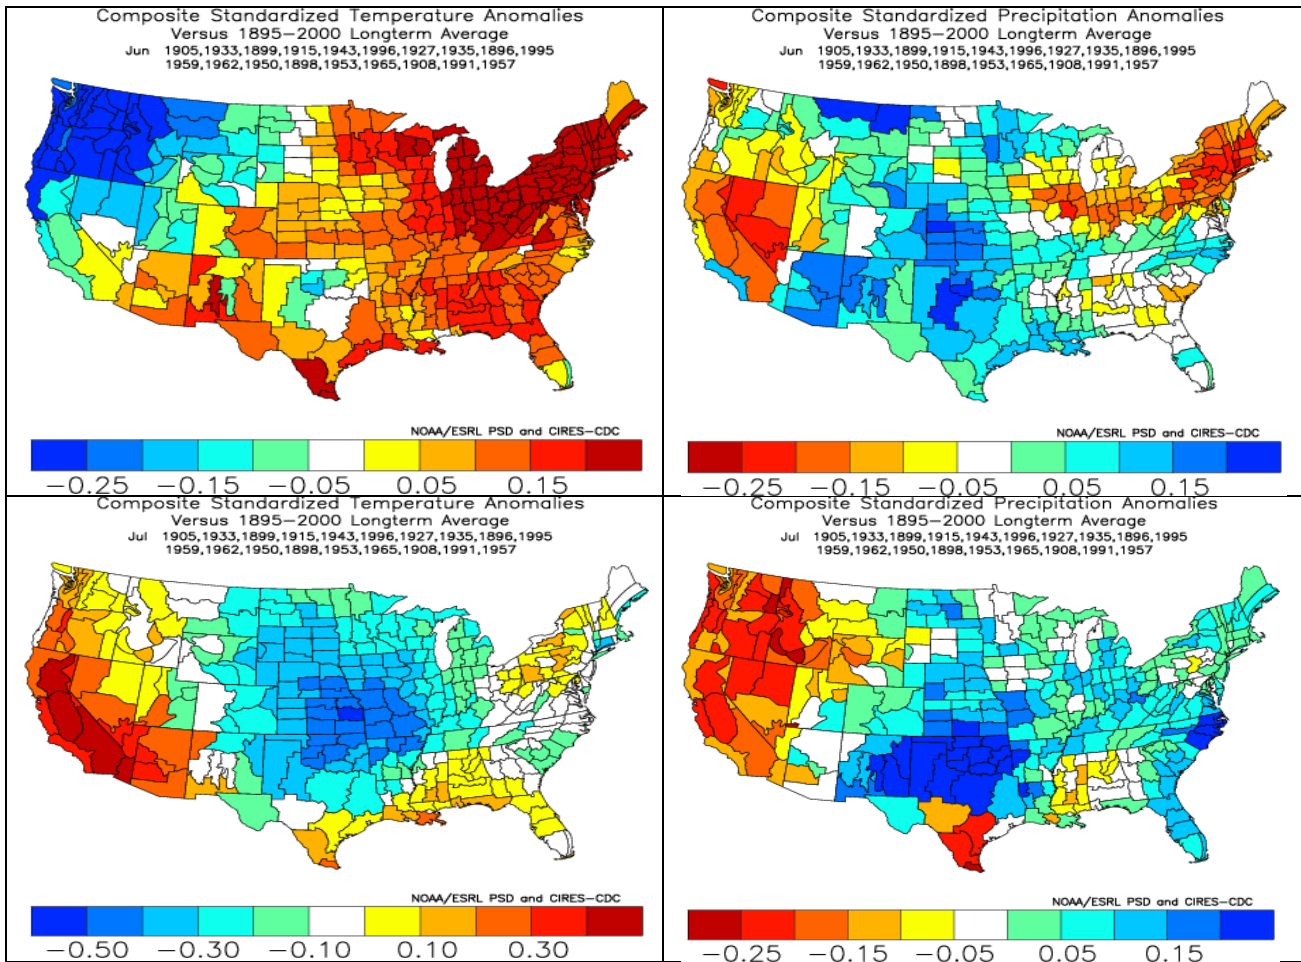 Composite Standardized Temperature Anomalies
Versus 1895–2000 Longterm Average
Jun 1905,1933,1899,1915,1943,1996,1927,1935,1896,1995
1959,1962,1950,1898,1953,1965,1908,1991,1957
NOAA/ESRL PSD and CIRES–CDC
−0.25 −0.15 −0.05 0.05 0.15
Composite Standardized Precipitation Anomalies
Versus 1895–2000 Longterm Average
Jun 1905,1933,1899,1915,1943,1996,1927,1935,1896,1995
1959,1962,1950,1898,1953,1965,1908,1991,1957
NOAA/ESRL PSD and CIRES–CDC
−0.25 −0.15 −0.05 0.05 0.15
Composite Standardized Temperature Anomalies
Versus 1895–2000 Longterm Average
Jul 1905,1933,1899,1915,1943,1996,1927,1935,1896,1995
1959,1962,1950,1898,1953,1965,1908,1991,1957
NOAA/ESRL PSD and CIRES–CDC
−0.50 −0.30 −0.10 0.10 0.30
Composite Standardized Precipitation Anomalies
Versus 1895–2000 Longterm Average
Jul 1905,1933,1899,1915,1943,1996,1927,1935,1896,1995
1959,1962,1950,1898,1953,1965,1908,1991,1957
NOAA/ESRL PSD and CIRES–CDC
−0.25 −0.15 −0.05 0.05 0.15